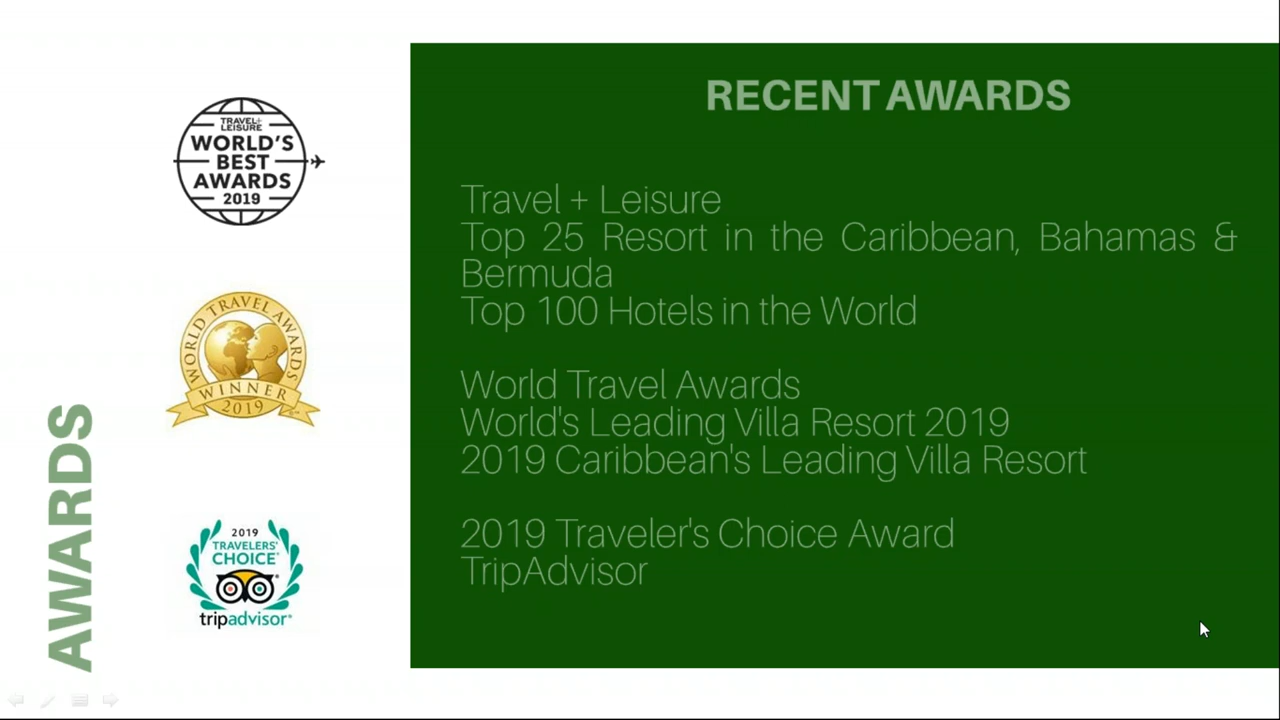 RECENT AWARDS
TRAVEL+
LEISURE
WORLD'S
BEST
AWARDS
2019
Travel + Leisure
Top 25 Resort in the Caribbean, Bahamas &
Bermuda
Top 100 Hotels in the World
WORLD TRAVEL AWARDS
WINNER
2019
World Travel Awards
World's Leading Villa Resort 2019
2019 Caribbean's Leading Villa Resort
AWARDS
2019
TRAVELERS'
CHOICE
tripadvisor®
2019 Traveler's Choice Award
TripAdvisor